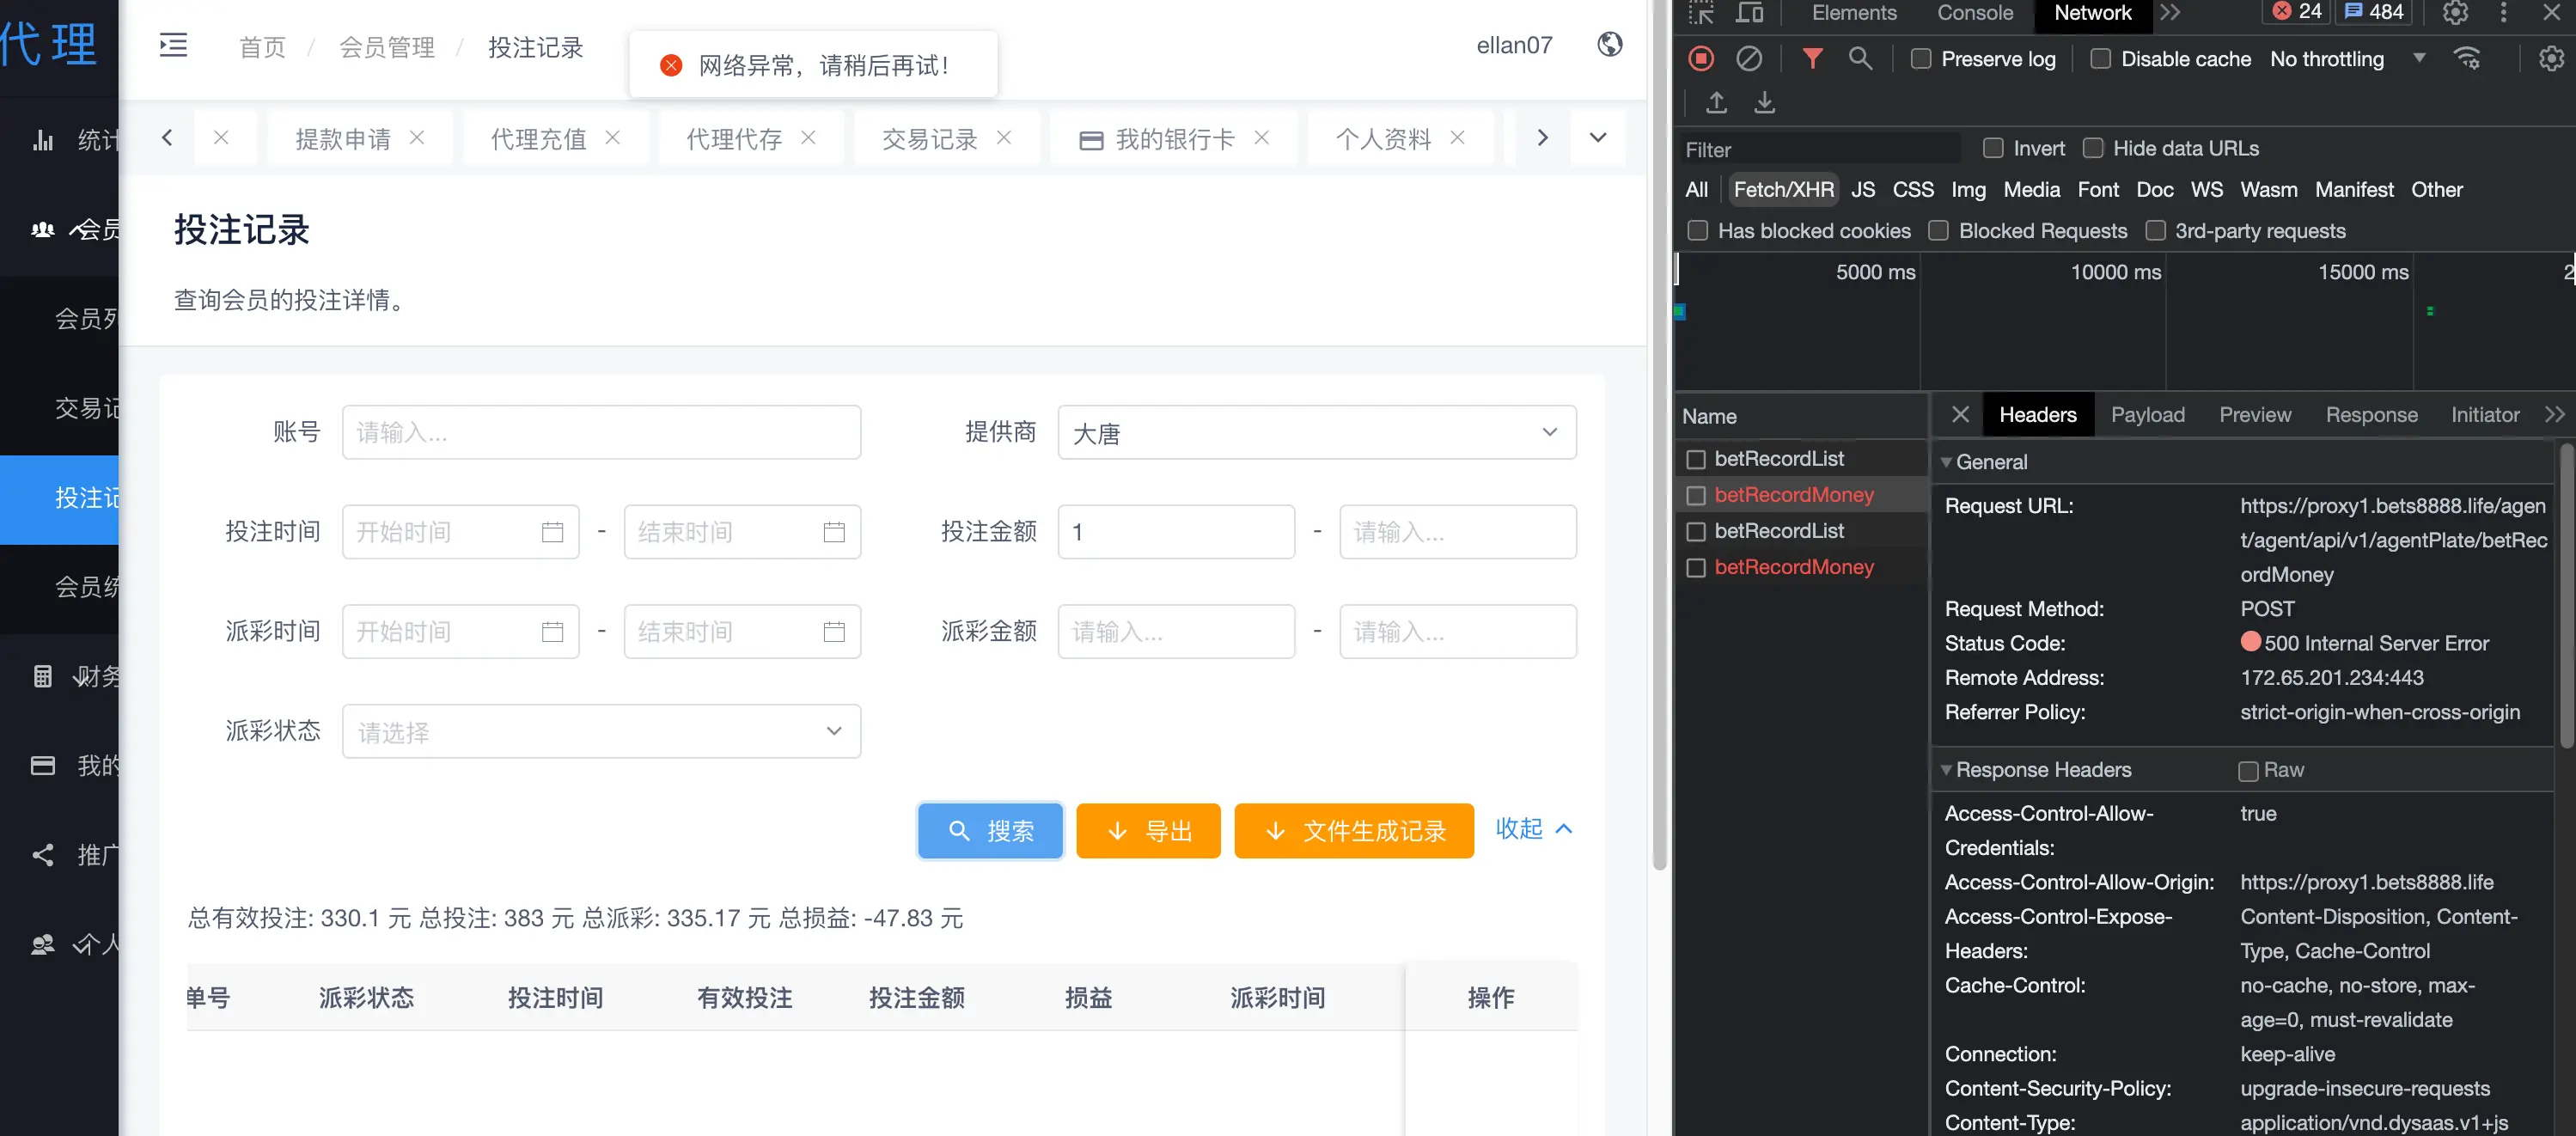 代理
统计
会员
会员列
交易记
投注记
会员统
财务
我的
推广
个人
首页 / 会员管理 / 投注记录
网络异常，请稍后再试！
ellan07
提款申请
代理充值
代理代存
交易记录
我的银行卡
个人资料
投注记录
查询会员的投注详情。
账号 请输入... 提供商 大唐
投注时间 开始时间 - 结束时间 投注金额 1 - 请输入...
派彩时间 开始时间 - 结束时间 派彩金额 请输入... - 请输入...
派彩状态 请选择
搜索 导出 文件生成记录 收起
总有效投注: 330.1 元 总投注: 383 元 总派彩: 335.17 元 总损益: -47.83 元
单号 派彩状态 投注时间 有效投注 投注金额 损益 派彩时间 操作
Elements Console Network 24 484
Preserve log Disable cache No throttling
Filter Invert Hide data URLs
All Fetch/XHR JS CSS Img Media Font Doc WS Wasm Manifest Other
Has blocked cookies Blocked Requests 3rd-party requests
5000 ms 10000 ms 15000 ms 2
Name
betRecordList
betRecordMoney
betRecordList
betRecordMoney
Headers Payload Preview Response Initiator
General
Request URL: https://proxy1.bets8888.life/agen
t/agent/api/v1/agentPlate/betRec
ordMoney
Request Method: POST
Status Code: 500 Internal Server Error
Remote Address: 172.65.201.234:443
Referrer Policy: strict-origin-when-cross-origin
Response Headers Raw
Access-Control-Allow- true
Credentials:
Access-Control-Allow-Origin: https://proxy1.bets8888.life
Access-Control-Expose- Content-Disposition, Content-
Headers: Type, Cache-Control
Cache-Control: no-cache, no-store, max-
age=0, must-revalidate
Connection: keep-alive
Content-Security-Policy: upgrade-insecure-requests
Content-Type: application/vnd.dysaas.v1+js